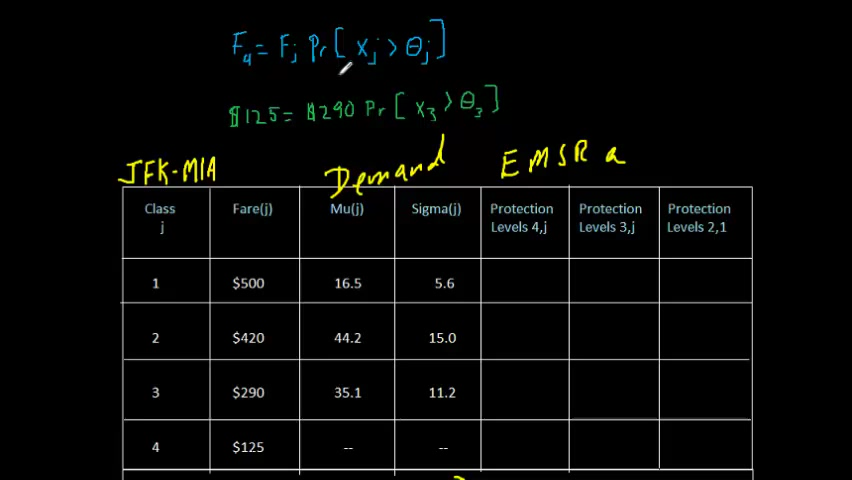 F4 = Fj Pr[ xj > θj ]
$125 = $290 Pr[ x3 > θ3 ]
JFK-MIA Demand EMSR a
Class j Fare(j) Mu(j) Sigma(j) Protection Levels 4,j Protection Levels 3,j Protection Levels 2,1
1 $500 16.5 5.6
2 $420 44.2 15.0
3 $290 35.1 11.2
4 $125 -- --